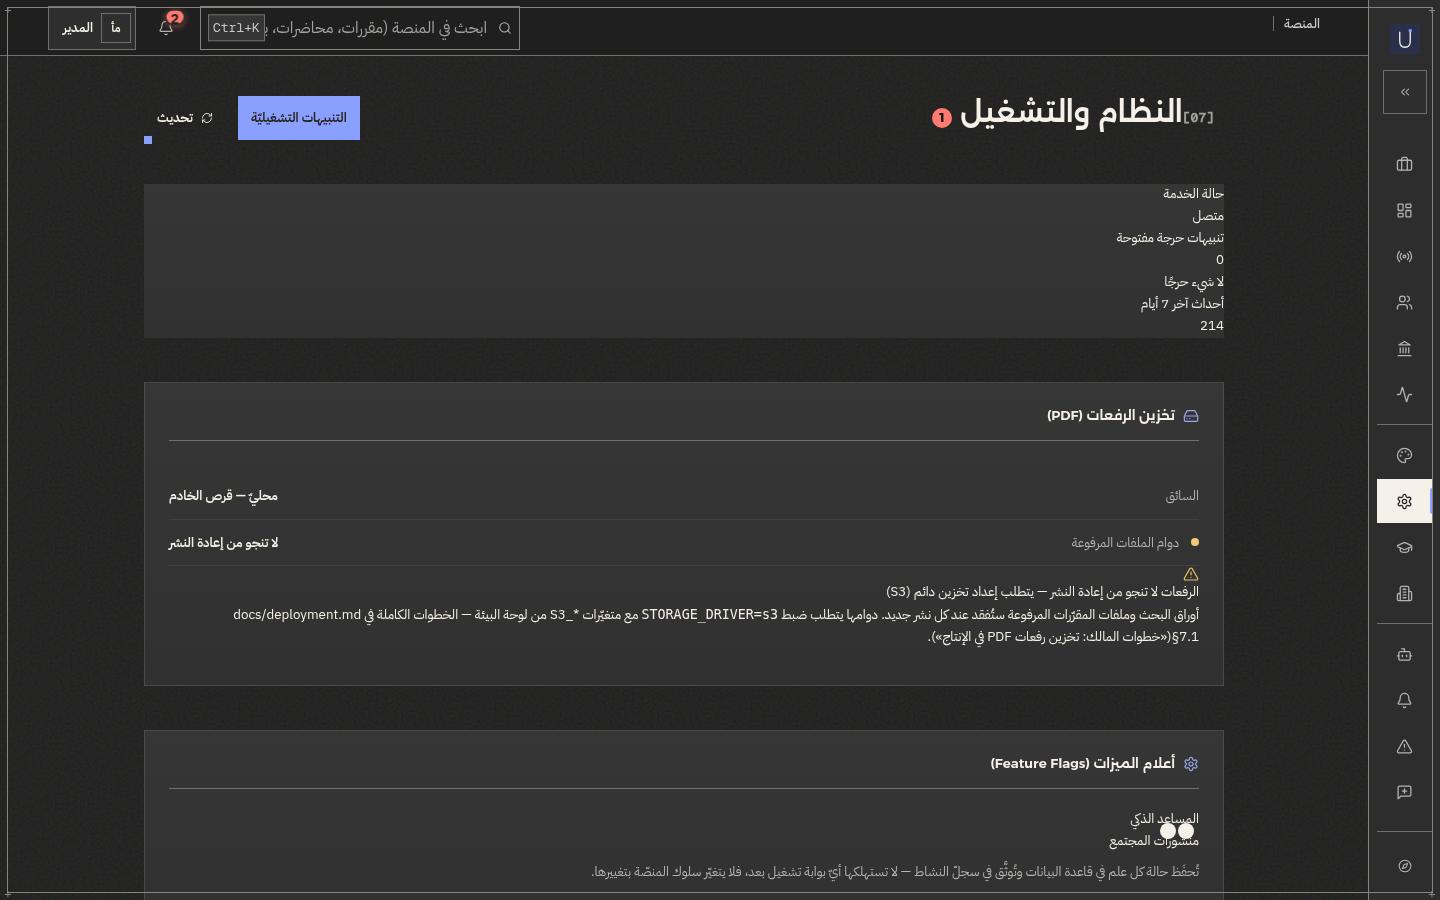 المنصة
ابحث في المنصة (مقررات، محاضرات،
Ctrl+K
2
مأ
المدير
[07] النظام والتشغيل 1
التنبيهات التشغيليّة
تحديث
حالة الخدمة
متصل
تنبيهات حرجة مفتوحة
0
لا شيء حرجًا
أحداث آخر 7 أيام
214
تخزين الرفعات (PDF)
السائق
محليّ — قرص الخادم
دوام الملفات المرفوعة
لا تنجو من إعادة النشر
الرفعات لا تنجو من إعادة النشر — يتطلب إعداد تخزين دائم (S3)
أوراق البحث وملفات المقرّرات المرفوعة ستُفقد عند كل نشر جديد. دوامها يتطلب ضبط STORAGE_DRIVER=s3 مع متغيّرات S3_* من لوحة البيئة — الخطوات الكاملة في docs/deployment.md
§7.1 («خطوات المالك: تخزين رفعات PDF في الإنتاج»).
أعلام الميزات (Feature Flags)
المساعد الذكي
منشورات المجتمع
تُحفَظ حالة كل علم في قاعدة البيانات وتُوثَّق في سجلّ النشاط — لا تستهلكها أيّ بوابة تشغيل بعد، فلا يتغيّر سلوك المنصّة بتغييرها.